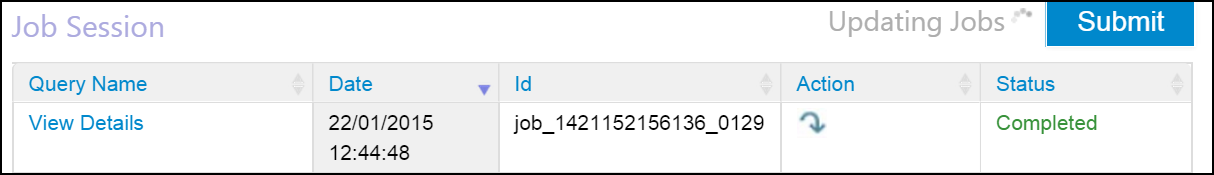 Job Session
Updating Jobs
Submit
Query Name Date Id Action Status
View Details 22/01/2015 job_1421152156136_0129 Completed
12:44:48